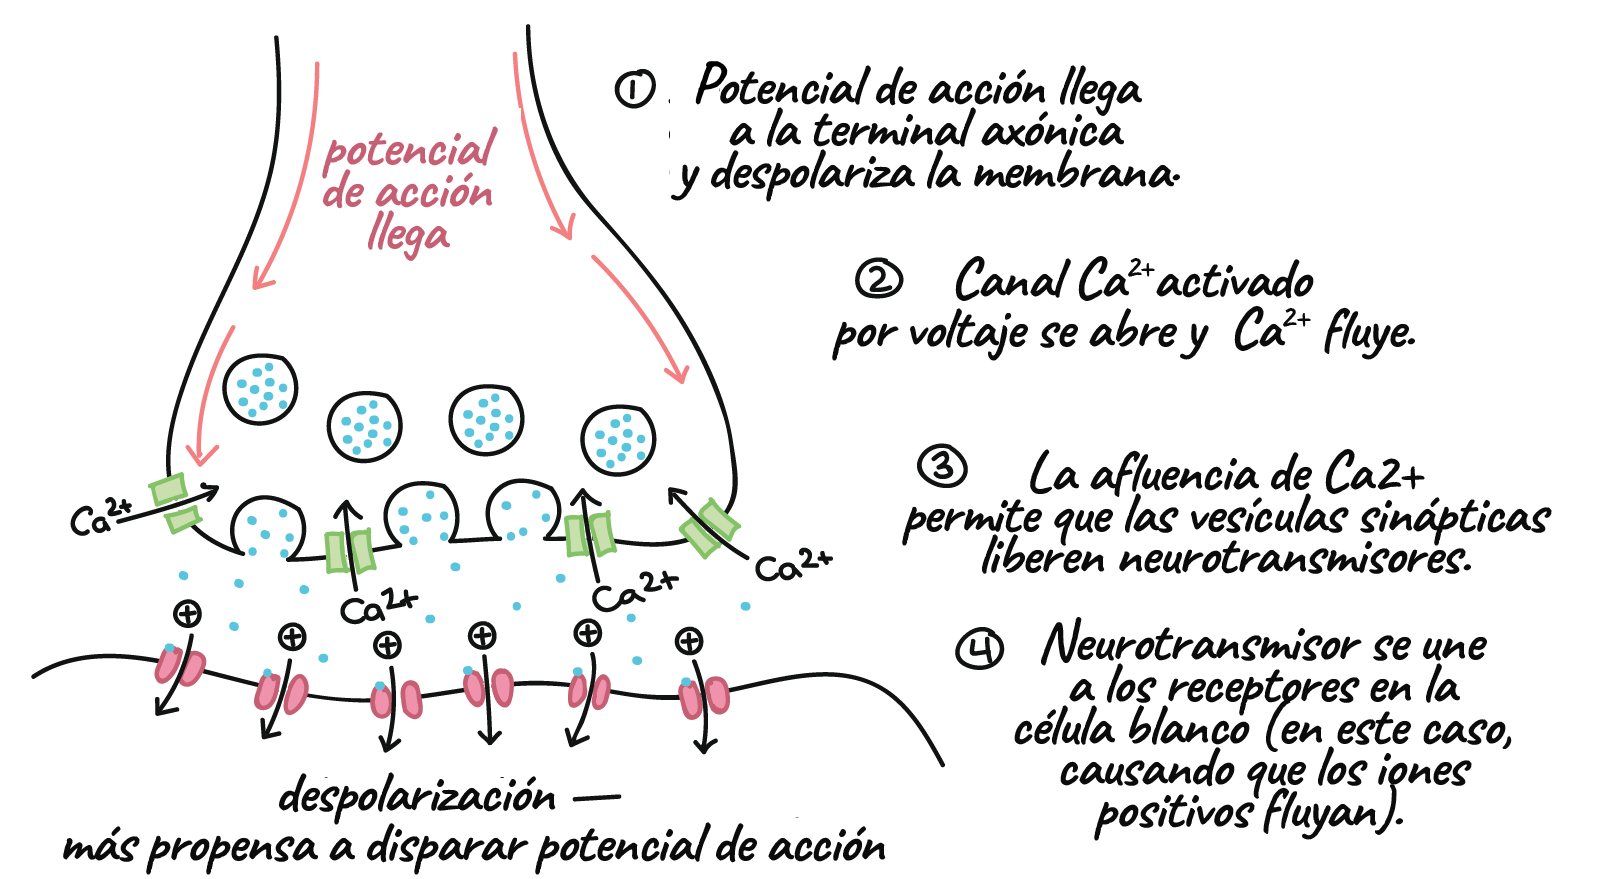 potencial
de acción
llega
① Potencial de acción llega
a la terminal axónica
y despolariza la membrana.
② Canal Ca²⁺ activado
por voltaje se abre y Ca²⁺ fluye.
③ La afluencia de Ca2+
permite que las vesículas sinápticas
liberen neurotransmisores.
④ Neurotransmisor se une
a los receptores en la
célula blanco (en este caso,
causando que los iones
positivos fluyan).
Ca²⁺
Ca²⁺
Ca²⁺
Ca²⁺
⊕ ⊕ ⊕ ⊕ ⊕ ⊕
despolarización —
más propensa a disparar potencial de acción